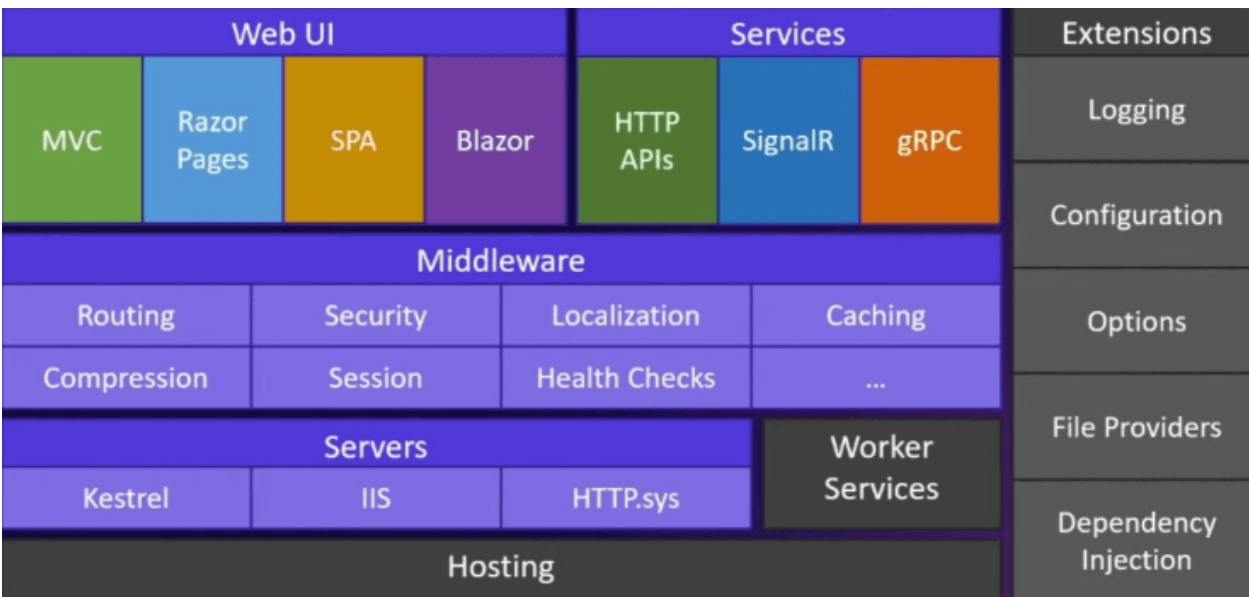 Web UI
MVC
Razor
Pages
SPA
Blazor
Services
HTTP
APIs
SignalR
gRPC
Middleware
Routing
Security
Localization
Caching
Compression
Session
Health Checks
...
Servers
Kestrel
IIS
HTTP.sys
Worker
Services
Hosting
Extensions
Logging
Configuration
Options
File Providers
Dependency
Injection